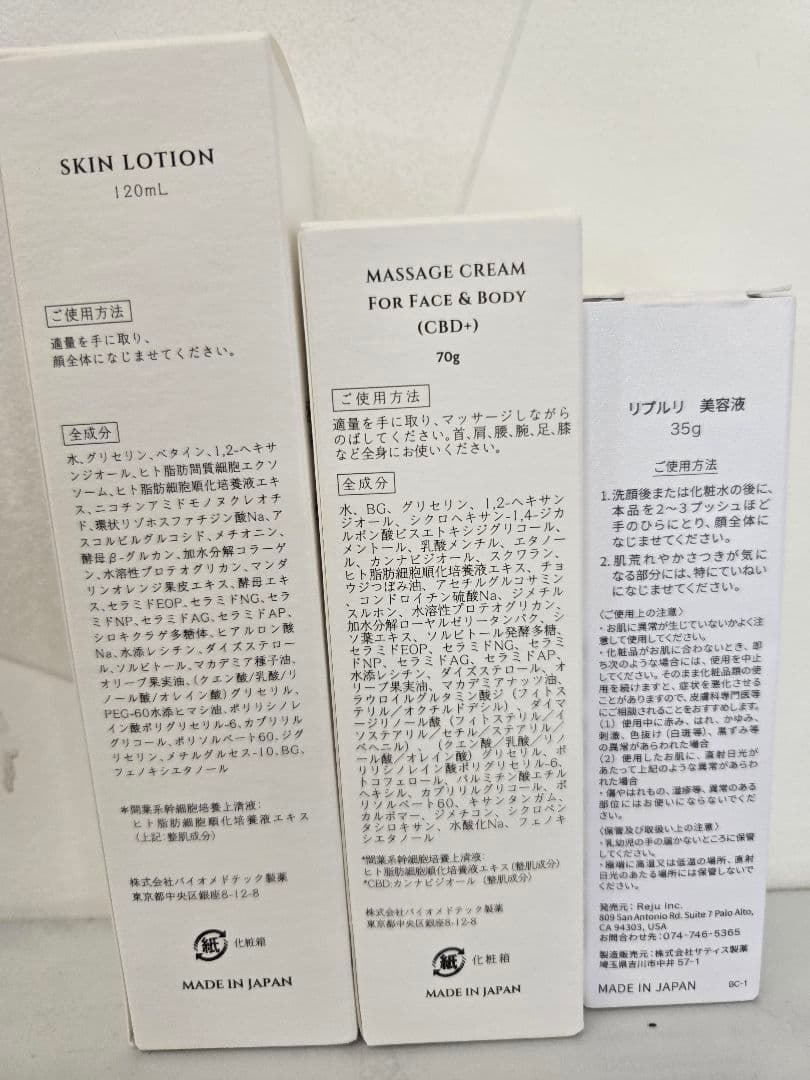 SKIN LOTION
120mL
ご使用方法
適量を手に取り、
顔全体になじませてください。
全成分
水、グリセリン、ベタイン、1,2-ヘキサ
ンジオール、ヒト脂肪間質細胞エクソ
ソーム、ヒト脂肪細胞順化培養液エキ
ス、ニコチンアミドモノヌクレオチ
ド、環状リゾホスファチジン酸Na、ア
スコルビルグルコシド、メチオニン、
酵母β-グルカン、加水分解コラーゲ
ン、水溶性プロテオグリカン、マンダ
リンオレンジ果皮エキス、酵母エキ
ス、セラミドEOP、セラミドNG、セラ
ミドNP、セラミドAG、セラミドAP、
シロキクラゲ多糖体、ヒアルロン酸
Na、水添レシチン、ダイズステロー
ル、ソルビトール、マカデミア種子油、
オリーブ果実油、(クエン酸/乳酸/リ
ノール酸/オレイン酸)グリセリル、
PEG-60水添ヒマシ油、ポリリシノレ
イン酸ポリグリセリル-6、カプリリル
グリコール、ポリソルベート60、ジグ
リセリン、メチルグルセス-10、BG、
フェノキシエタノール
*間葉系幹細胞培養上清液:
ヒト脂肪細胞順化培養液エキス
(上記:整肌成分)
株式会社バイオメドテック製薬
東京都中央区銀座8-12-8
紙 化粧箱
MADE IN JAPAN
MASSAGE CREAM
FOR FACE & BODY
(CBD+)
70g
ご使用方法
適量を手に取り、マッサージしながら
のばしてください。首、肩、腰、腕、足、膝
など全身にお使いください。
全成分
水、BG、グリセリン、1,2-ヘキサン
ジオール、シクロヘキサン-1,4-ジカ
ルボン酸ビスエトキシジグリコール、
メントール、乳酸メンチル、エタノー
ル、カンナビジオール、スクワラン、
ヒト脂肪細胞順化培養液エキス、チョ
ウジつぼみ油、アセチルグルコサミン
、コンドロイチン硫酸Na、ジメチル
スルホン、水溶性プロテオグリカン、
加水分解ローヤルゼリータンパク、シ
ソ葉エキス、ソルビトール発酵多糖、
セラミドEOP、セラミドNG、セラミ
ドNP、セラミドAG、セラミドAP、
水添レシチン、ダイズステロール、オ
リーブ果実油、マカデミアナッツ油、
ラウロイルグルタミン酸ジ(フィトス
テリル/オクチルドデシル)、ダイマ
ージリノール酸(フィトステリル/イ
ソステアリル/セチル/ステアリル/
ベヘニル)、(クエン酸/乳酸/リノ
ール酸/オレイン酸)グリセリル、ポ
リリシノレイン酸ポリグリセリル-6、
トコフェロール、パルミチン酸エチル
ヘキシル、カプリリルグリコール、ポ
リソルベート60、キサンタンガム、
カルボマー、ジメチコン、シクロペン
タシロキサン、水酸化Na、フェノキ
シエタノール
*間葉系幹細胞培養上清液:
ヒト脂肪細胞順化培養液エキス(整肌成分)
*CBD:カンナビジオール(整肌成分)
株式会社バイオメドテック製薬
東京都中央区銀座8-12-8
紙 化粧箱
MADE IN JAPAN
リプルリ 美容液
35g
ご使用方法
1.洗顔後または化粧水の後に、
本品を2~3プッシュほど
手のひらにとり、顔全体に
なじませてください。
2.肌荒れやかさつきが気に
なる部分には、特にていねい
になじませてください。
〈ご使用上の注意〉
・お肌に異常が生じていないかよく注
意して使用してください。
・化粧品がお肌に合わないとき、即
ち次のような場合には、使用を中止
してください。そのまま化粧品類の使
用を続けますと、症状を悪化させる
ことがありますので、皮膚科専門医等
にご相談されることをおすすめします。
(1)使用中に赤み、はれ、かゆみ、
刺激、色抜け(白斑等)、黒ずみ等
の異常があらわれた場合
(2)使用したお肌に、直射日光が
あたって上記のような異常があらわ
れた場合
・傷やはれもの、湿疹等、異常のある
部位にはお使いにならないでくだ
さい。
〈保管及び取扱い上の注意〉
・乳幼児の手の届かないところに保管
してください。
・極端に高温又は低温の場所、直射
日光のあたる場所には保管しないで
ください。
発売元:Reju Inc.
809 San Antonio Rd. Suite 7 Palo Alto,
CA 94303, USA
お問合わせ先:074-746-5365
製造販売元:株式会社サティス製薬
埼玉県吉川市中井 57-1
MADE IN JAPAN BC-1